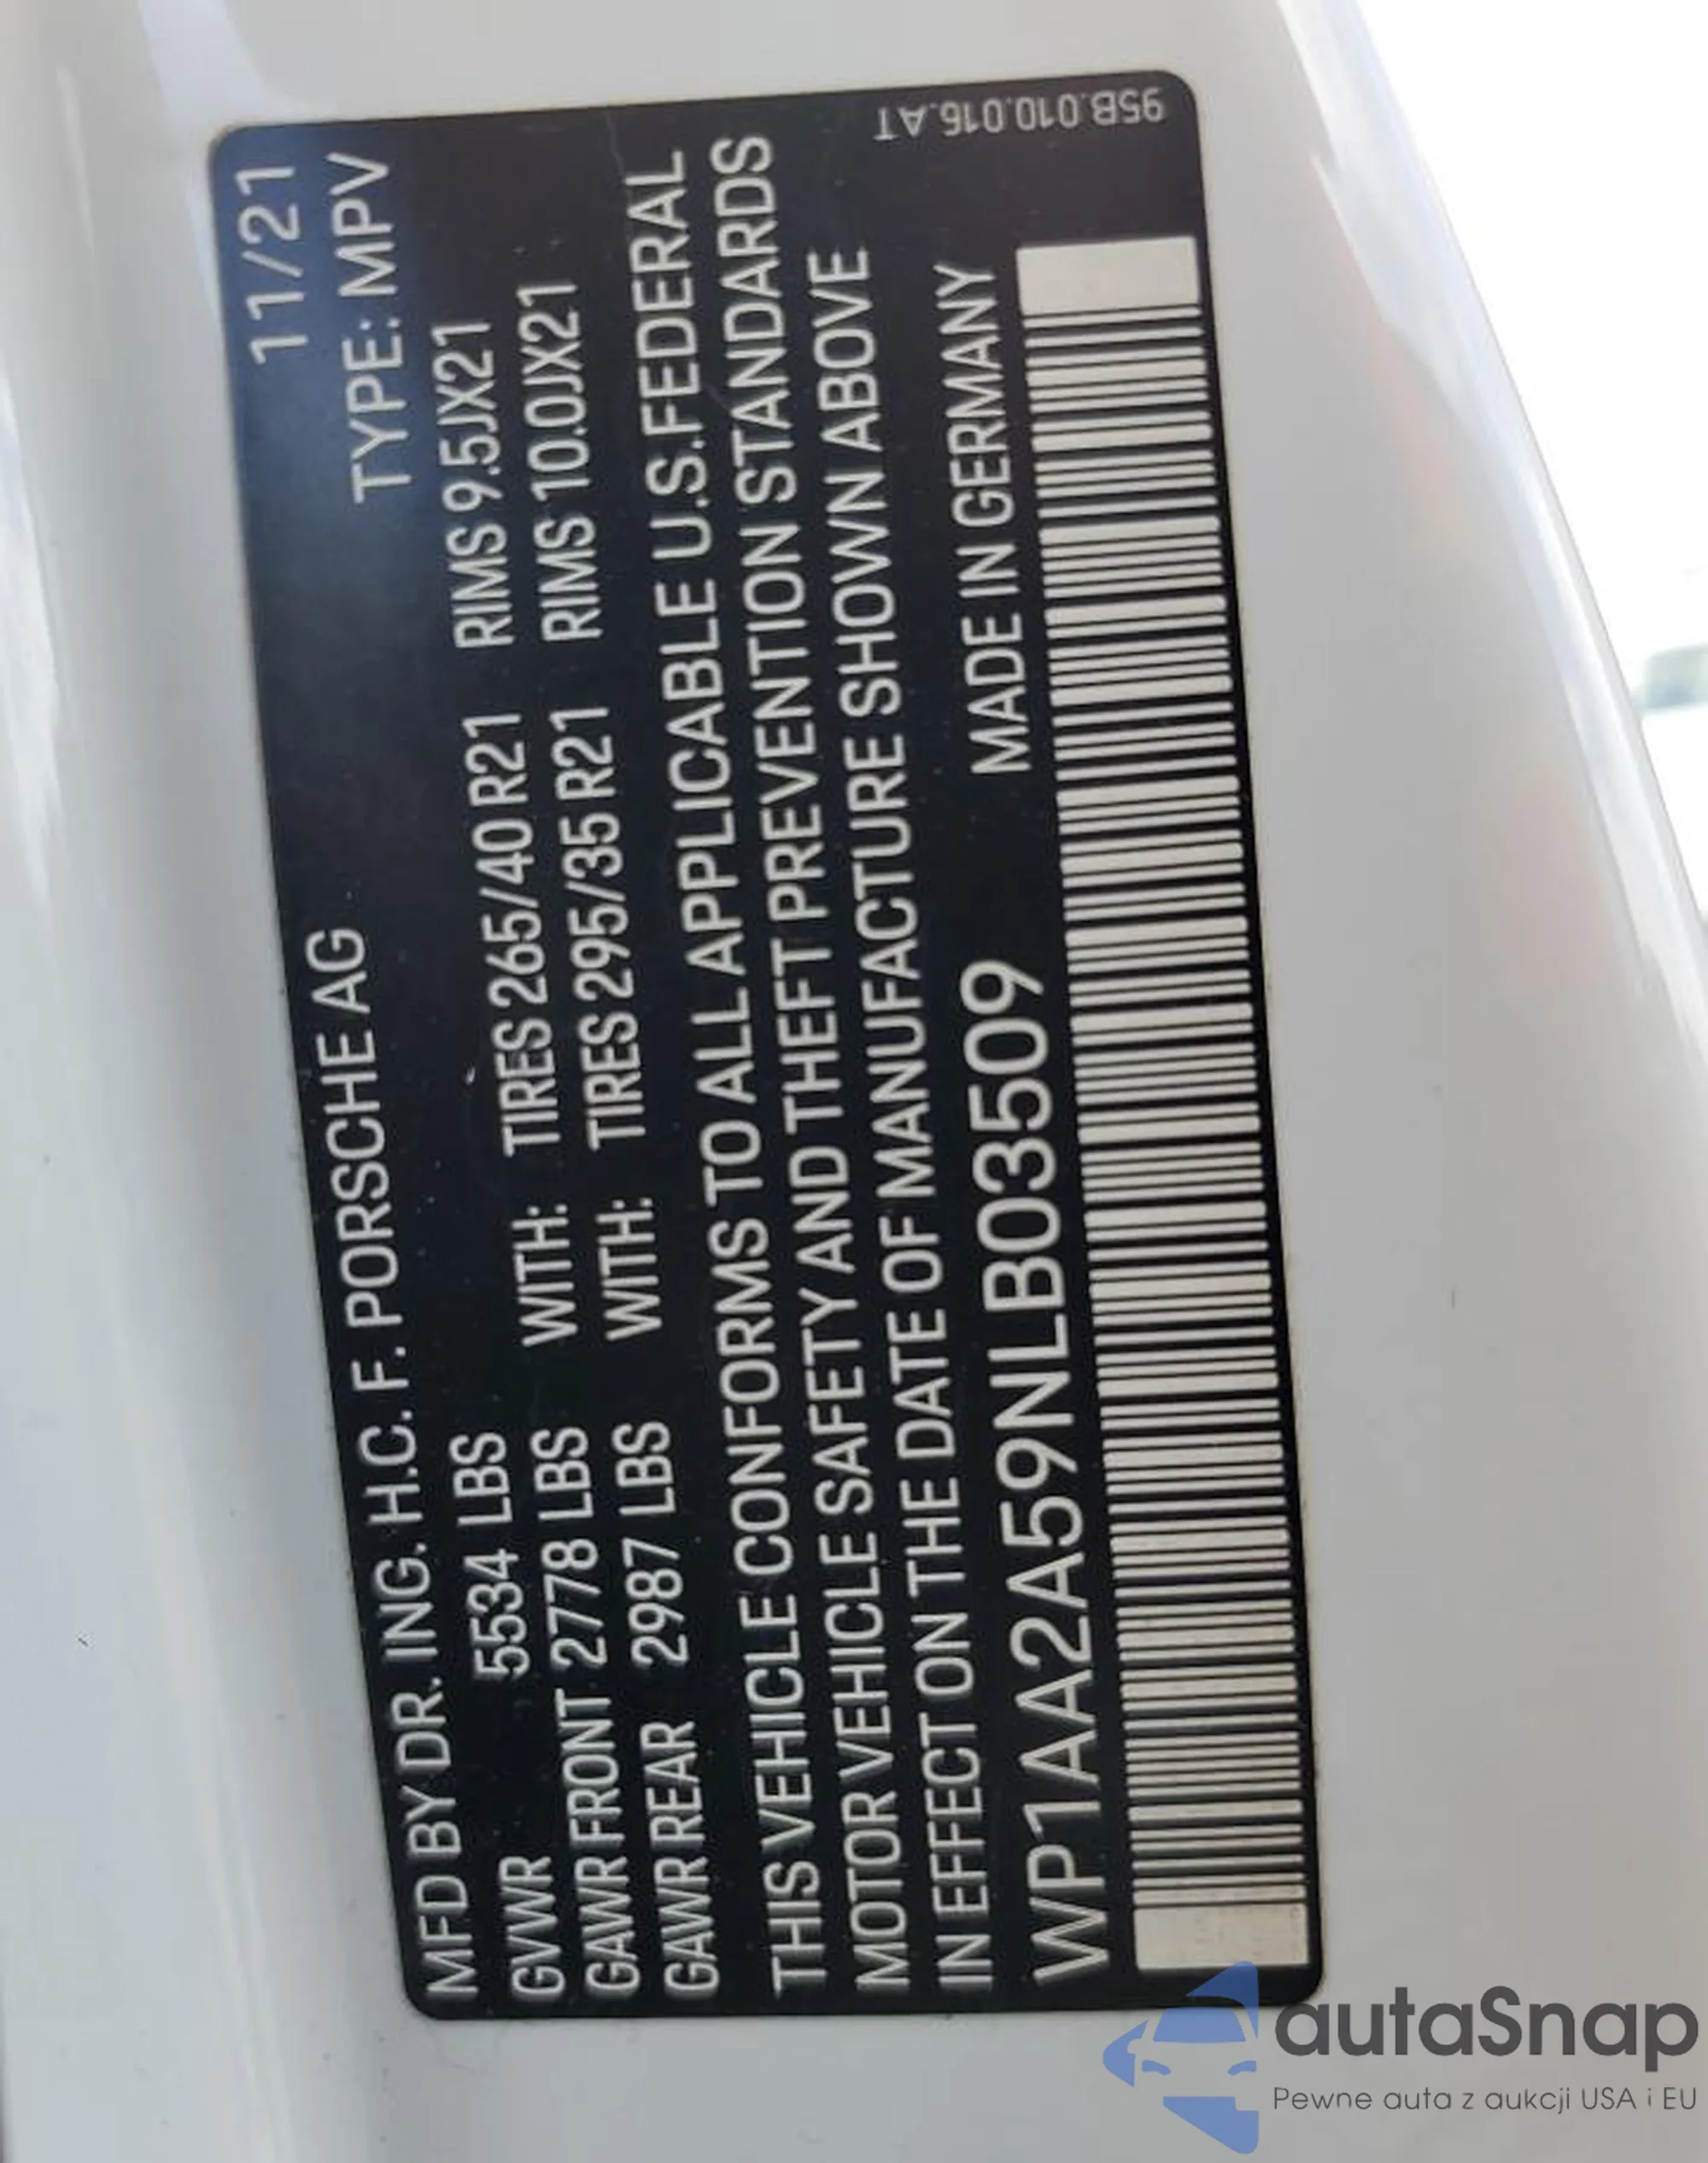 11/21
MFD BY DR. ING. H.C. F. PORSCHE AG TYPE: MPV
GVWR 5534 LBS WITH: TIRES 265/40 R21 RIMS 9.5JX21
GAWR FRONT 2778 LBS WITH: TIRES 295/35 R21 RIMS 10.0JX21
GAWR REAR 2987 LBS
THIS VEHICLE CONFORMS TO ALL APPLICABLE U.S.FEDERAL
MOTOR VEHICLE SAFETY AND THEFT PREVENTION STANDARDS
IN EFFECT ON THE DATE OF MANUFACTURE SHOWN ABOVE
WP1AA2A59NLB03509 MADE IN GERMANY
95B.010.016.AT
autaSnap
Pewne auta z aukcji USA i EU